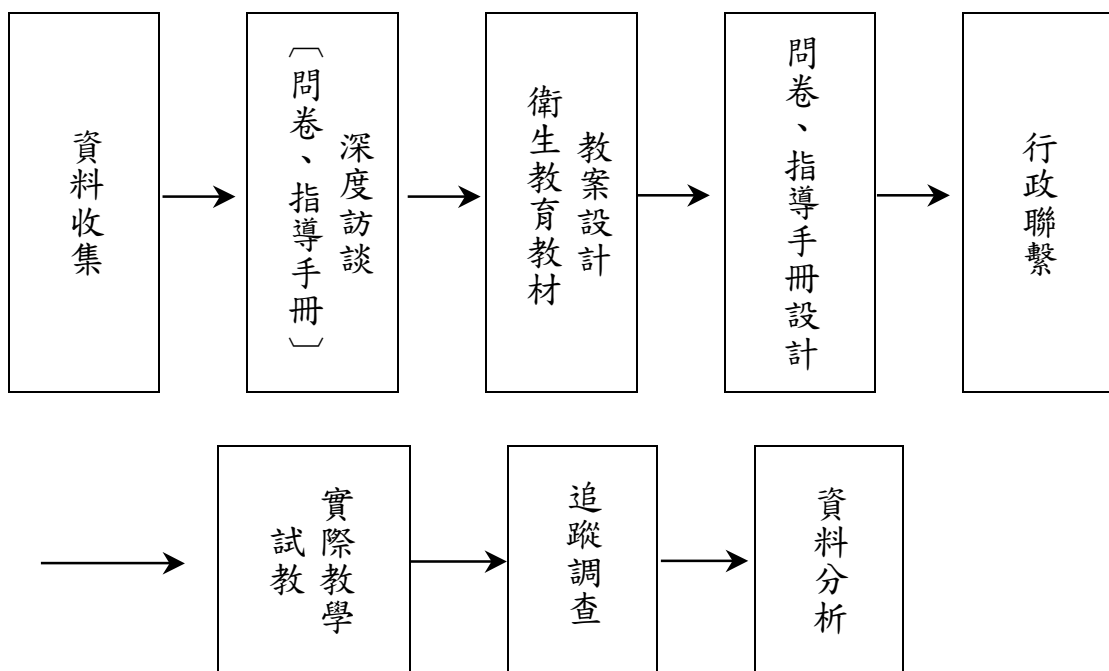 資料收集
深度訪談
〔問卷、指導手冊〕
教案設計
衛生教育教材
問卷、指導手冊設計
行政聯繫
實際教學
試教
追蹤調查
資料分析